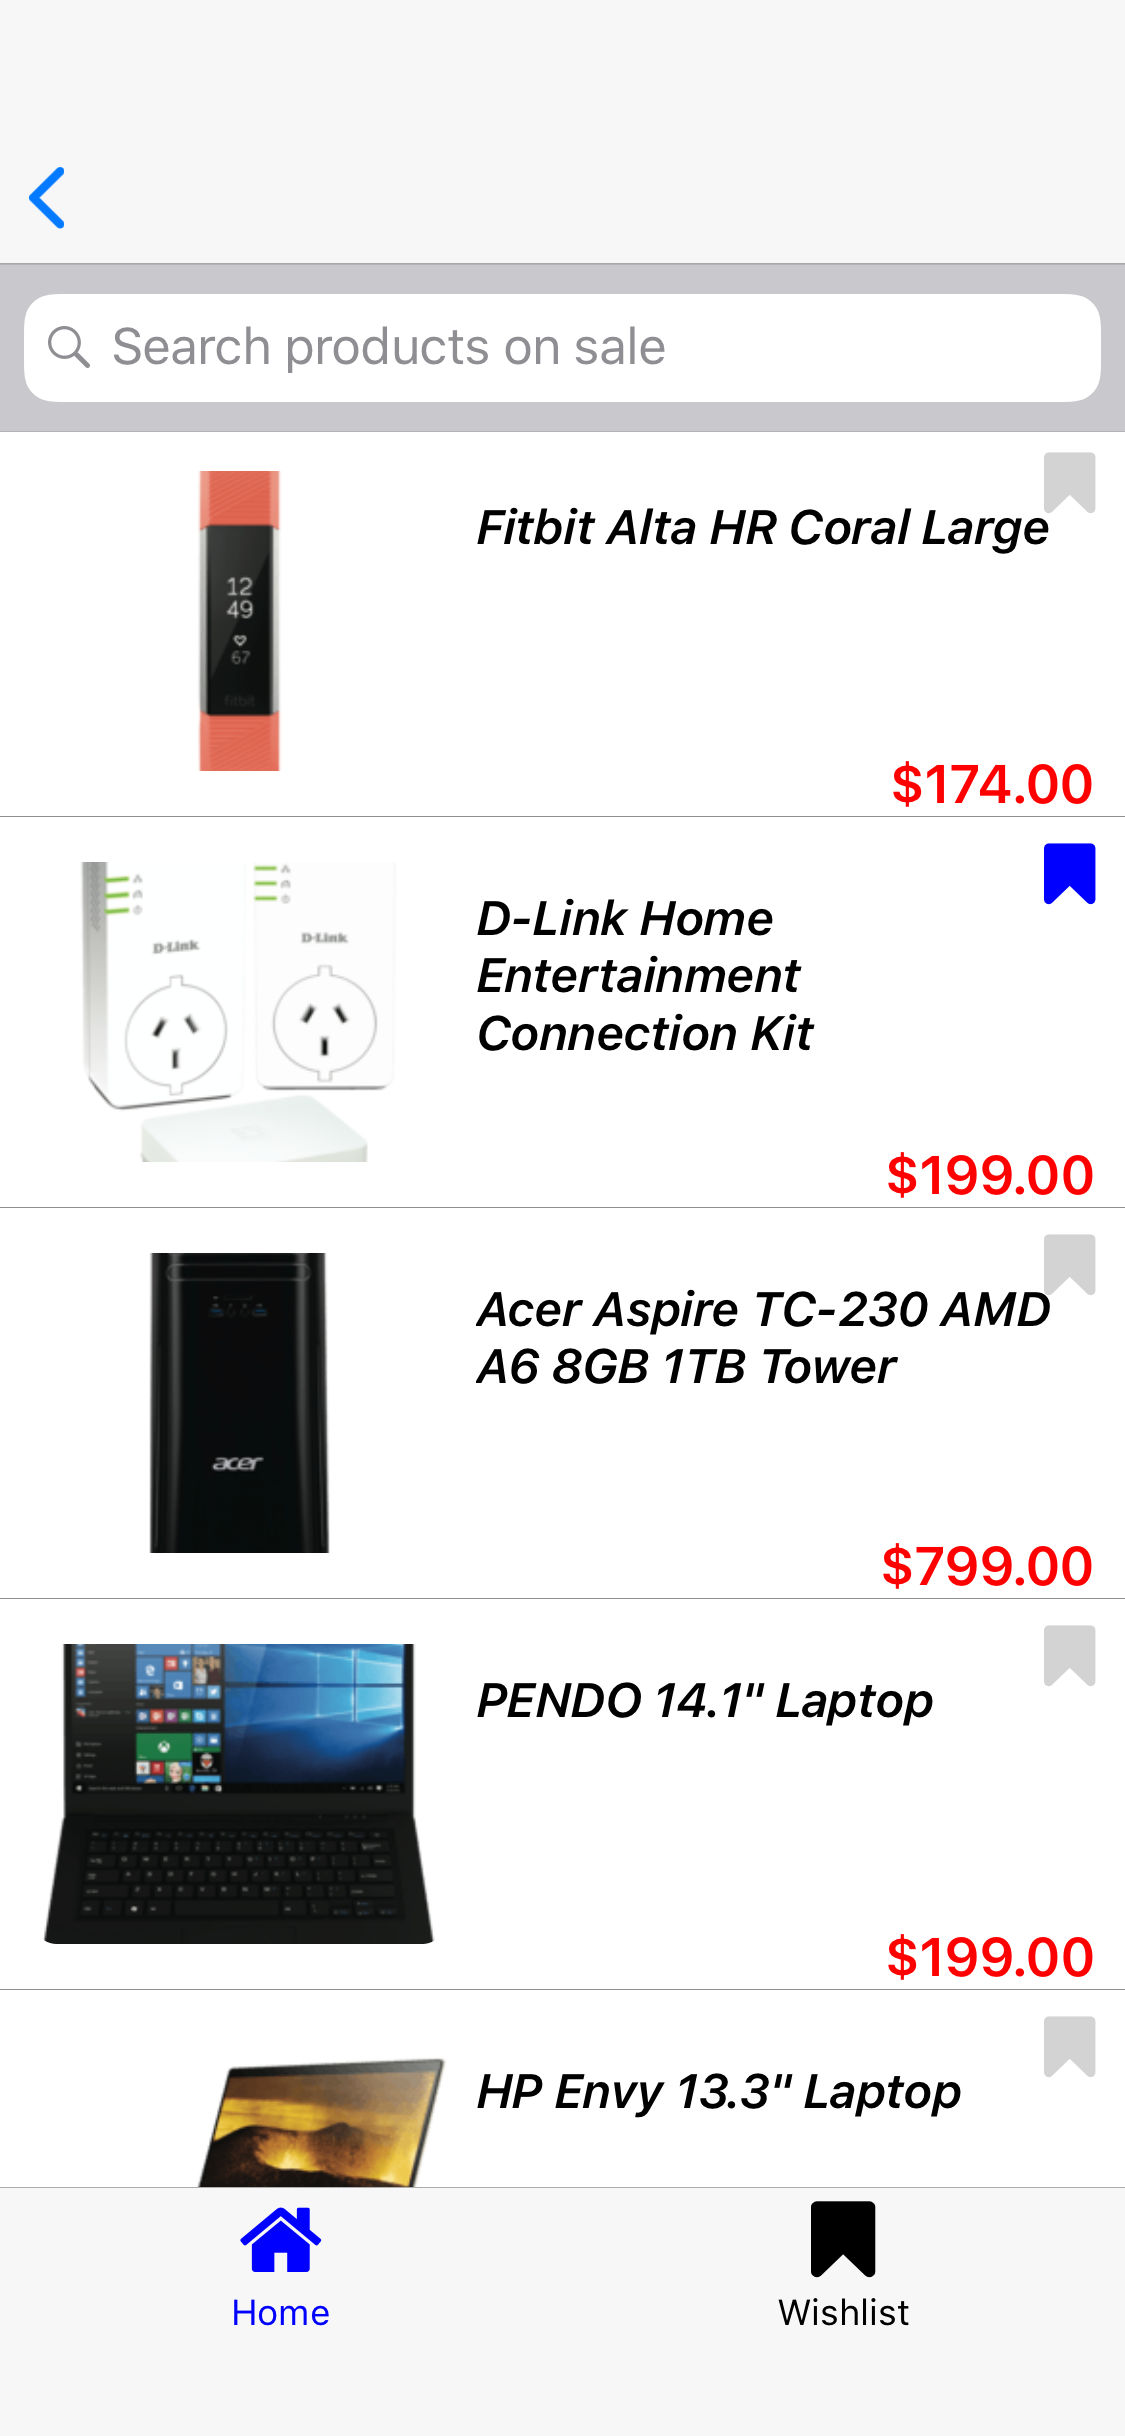 Search products on sale
Fitbit Alta HR Coral Large
12
49
67
fitbit
$174.00
D-Link
D-Link
D-Link Home
Entertainment
Connection Kit
$199.00
Acer Aspire TC-230 AMD
A6 8GB 1TB Tower
acer
$799.00
PENDO 14.1" Laptop
$199.00
HP Envy 13.3" Laptop
Home
Wishlist